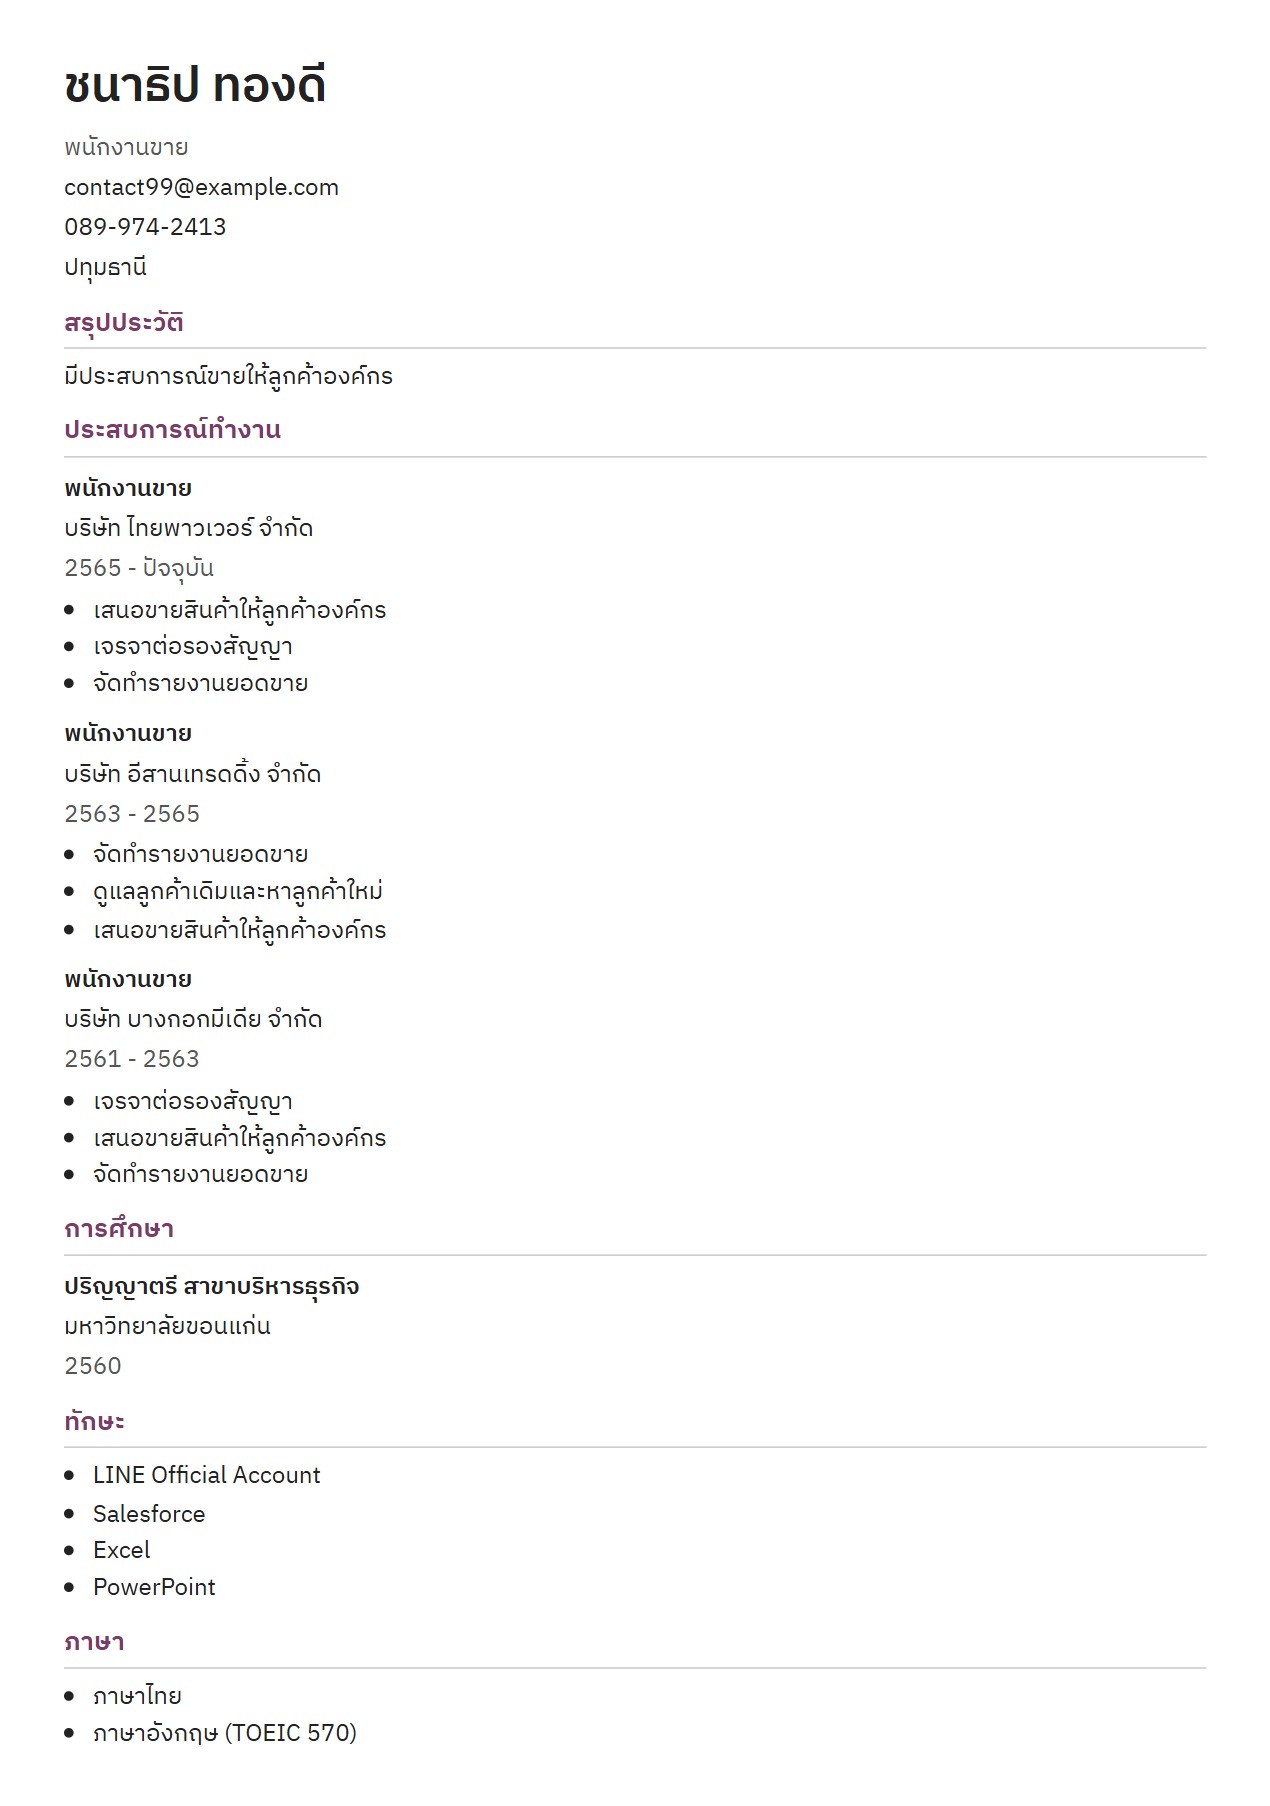 ชนาธิป ทองดี
พนักงานขาย
contact99@example.com
089-974-2413
ปทุมธานี
สรุปประวัติ
มีประสบการณ์ขายให้ลูกค้าองค์กร
ประสบการณ์ทำงาน
พนักงานขาย
บริษัท ไทยพาวเวอร์ จำกัด
2565 - ปัจจุบัน
• เสนอขายสินค้าให้ลูกค้าองค์กร
• เจรจาต่อรองสัญญา
• จัดทำรายงานยอดขาย
พนักงานขาย
บริษัท อีสานเทรดดิ้ง จำกัด
2563 - 2565
• จัดทำรายงานยอดขาย
• ดูแลลูกค้าเดิมและหาลูกค้าใหม่
• เสนอขายสินค้าให้ลูกค้าองค์กร
พนักงานขาย
บริษัท บางกอกมีเดีย จำกัด
2561 - 2563
• เจรจาต่อรองสัญญา
• เสนอขายสินค้าให้ลูกค้าองค์กร
• จัดทำรายงานยอดขาย
การศึกษา
ปริญญาตรี สาขาบริหารธุรกิจ
มหาวิทยาลัยขอนแก่น
2560
ทักษะ
• LINE Official Account
• Salesforce
• Excel
• PowerPoint
ภาษา
• ภาษาไทย
• ภาษาอังกฤษ (TOEIC 570)